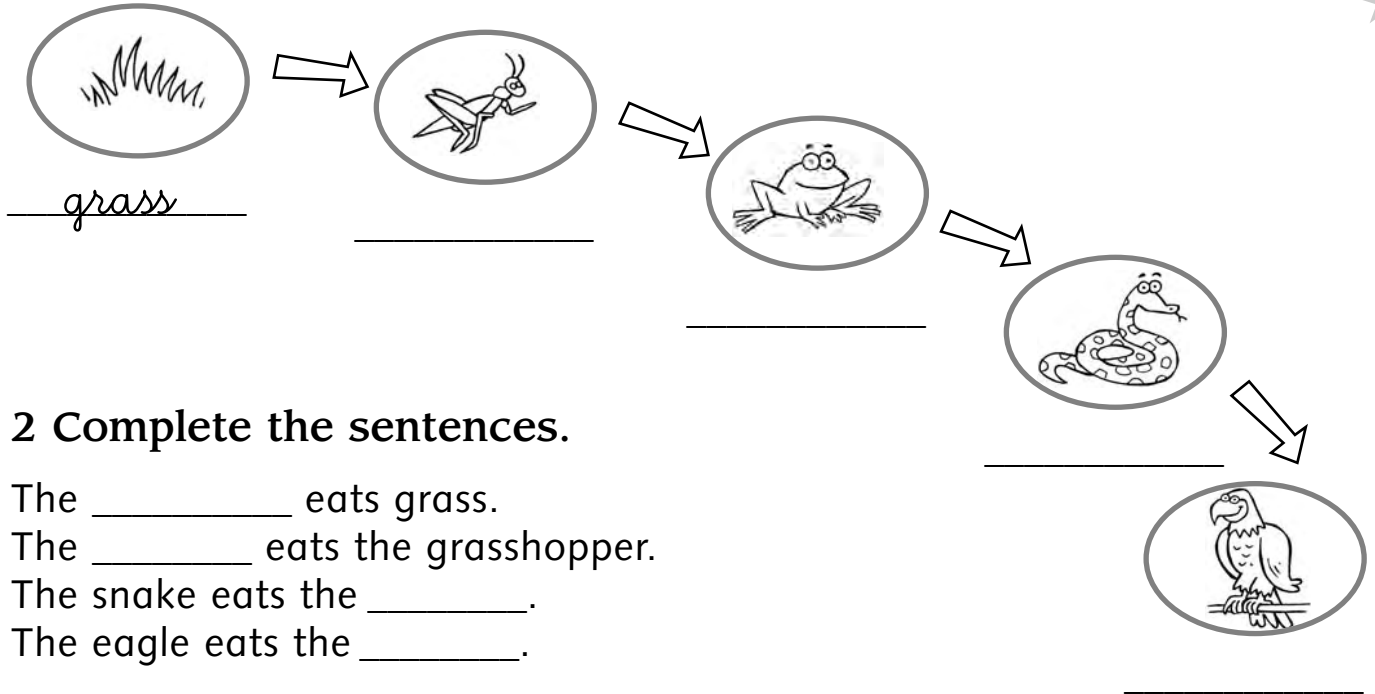 grass
2 Complete the sentences.
The __________ eats grass.
The ________ eats the grasshopper.
The snake eats the ________.
The eagle eats the ________.